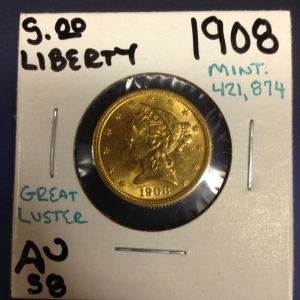 5.00
LIBERTY
1908
MINT:
421,874
1908
GREAT
LUSTER
AU
58